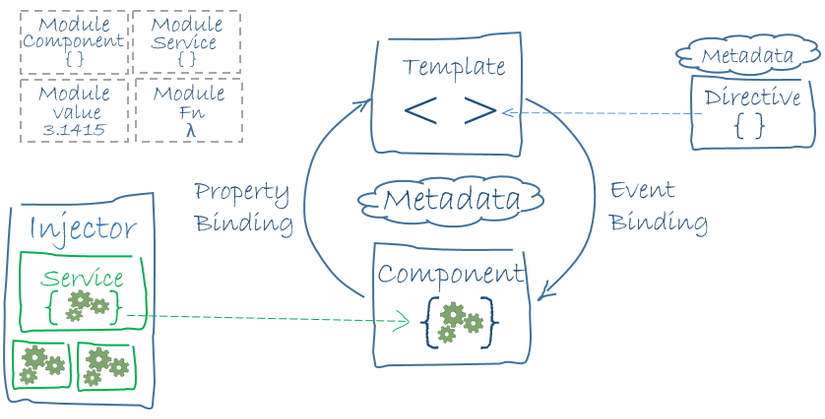 Module
Component
{ }
Module
Service
{ }
Module
value
3.1415
Module
Fn
λ
Template
< >
Metadata
Directive
{ }
Property
Binding
Metadata
Event
Binding
Injector
Service
{ }
Component
{ }